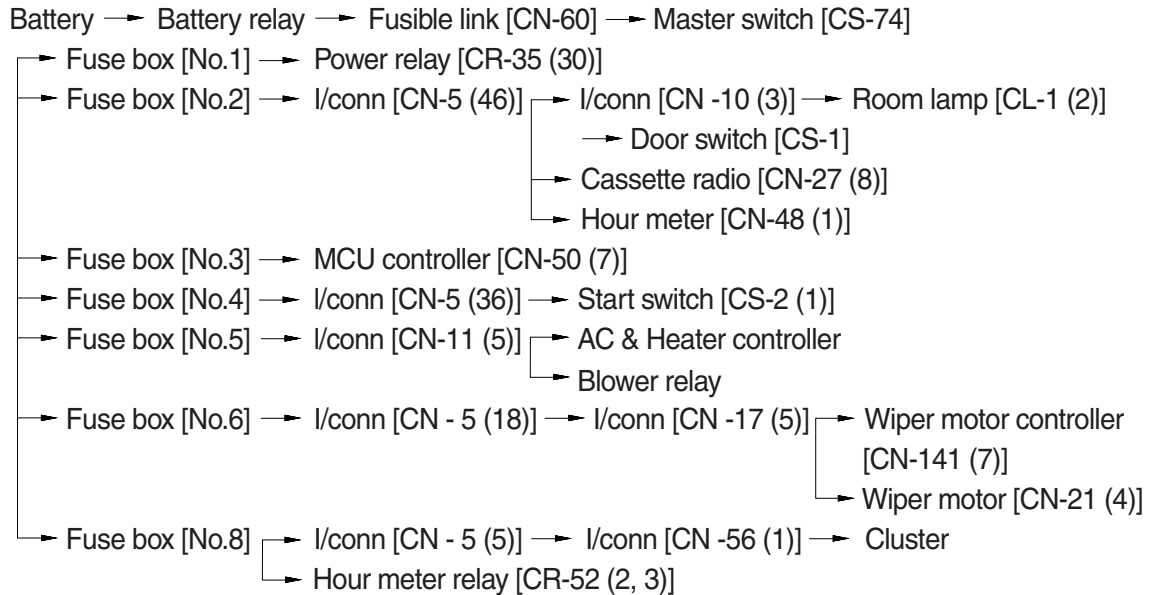 Battery → Battery relay → Fusible link [CN-60] → Master switch [CS-74]
Fuse box [No.1] → Power relay [CR-35 (30)]
Fuse box [No.2] → I/conn [CN-5 (46)] → I/conn [CN -10 (3)] → Room lamp [CL-1 (2)]
→ Door switch [CS-1]
→ Cassette radio [CN-27 (8)]
→ Hour meter [CN-48 (1)]
Fuse box [No.3] → MCU controller [CN-50 (7)]
Fuse box [No.4] → I/conn [CN-5 (36)] → Start switch [CS-2 (1)]
Fuse box [No.5] → I/conn [CN-11 (5)] → AC & Heater controller
→ Blower relay
Fuse box [No.6] → I/conn [CN - 5 (18)] → I/conn [CN -17 (5)] → Wiper motor controller
[CN-141 (7)]
→ Wiper motor [CN-21 (4)]
Fuse box [No.8] → I/conn [CN - 5 (5)] → I/conn [CN -56 (1)] → Cluster
→ Hour meter relay [CR-52 (2, 3)]